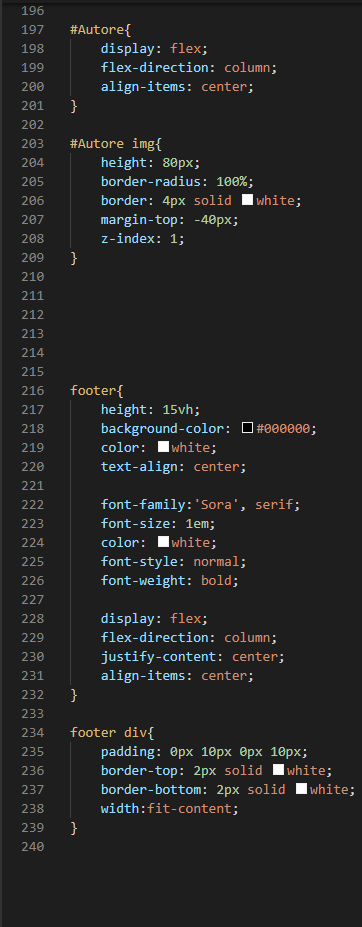 196
197 #Autore{
198 display: flex;
199 flex-direction: column;
200 align-items: center;
201 }
202
203 #Autore img{
204 height: 80px;
205 border-radius: 100%;
206 border: 4px solid white;
207 margin-top: -40px;
208 z-index: 1;
209 }
210
211
212
213
214
215
216 footer{
217 height: 15vh;
218 background-color: #000000;
219 color: white;
220 text-align: center;
221
222 font-family:'Sora', serif;
223 font-size: 1em;
224 color: white;
225 font-style: normal;
226 font-weight: bold;
227
228 display: flex;
229 flex-direction: column;
230 justify-content: center;
231 align-items: center;
232 }
233
234 footer div{
235 padding: 0px 10px 0px 10px;
236 border-top: 2px solid white;
237 border-bottom: 2px solid white;
238 width:fit-content;
239 }
240